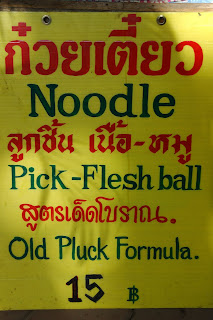 ก๋วยเตี๋ยว
Noodle
ลูกชิ้น เนื้อ-หมู
Pick-Flesh ball
สูตรเด็ดโบราณ.
Old Pluck Formula.
15 ฿